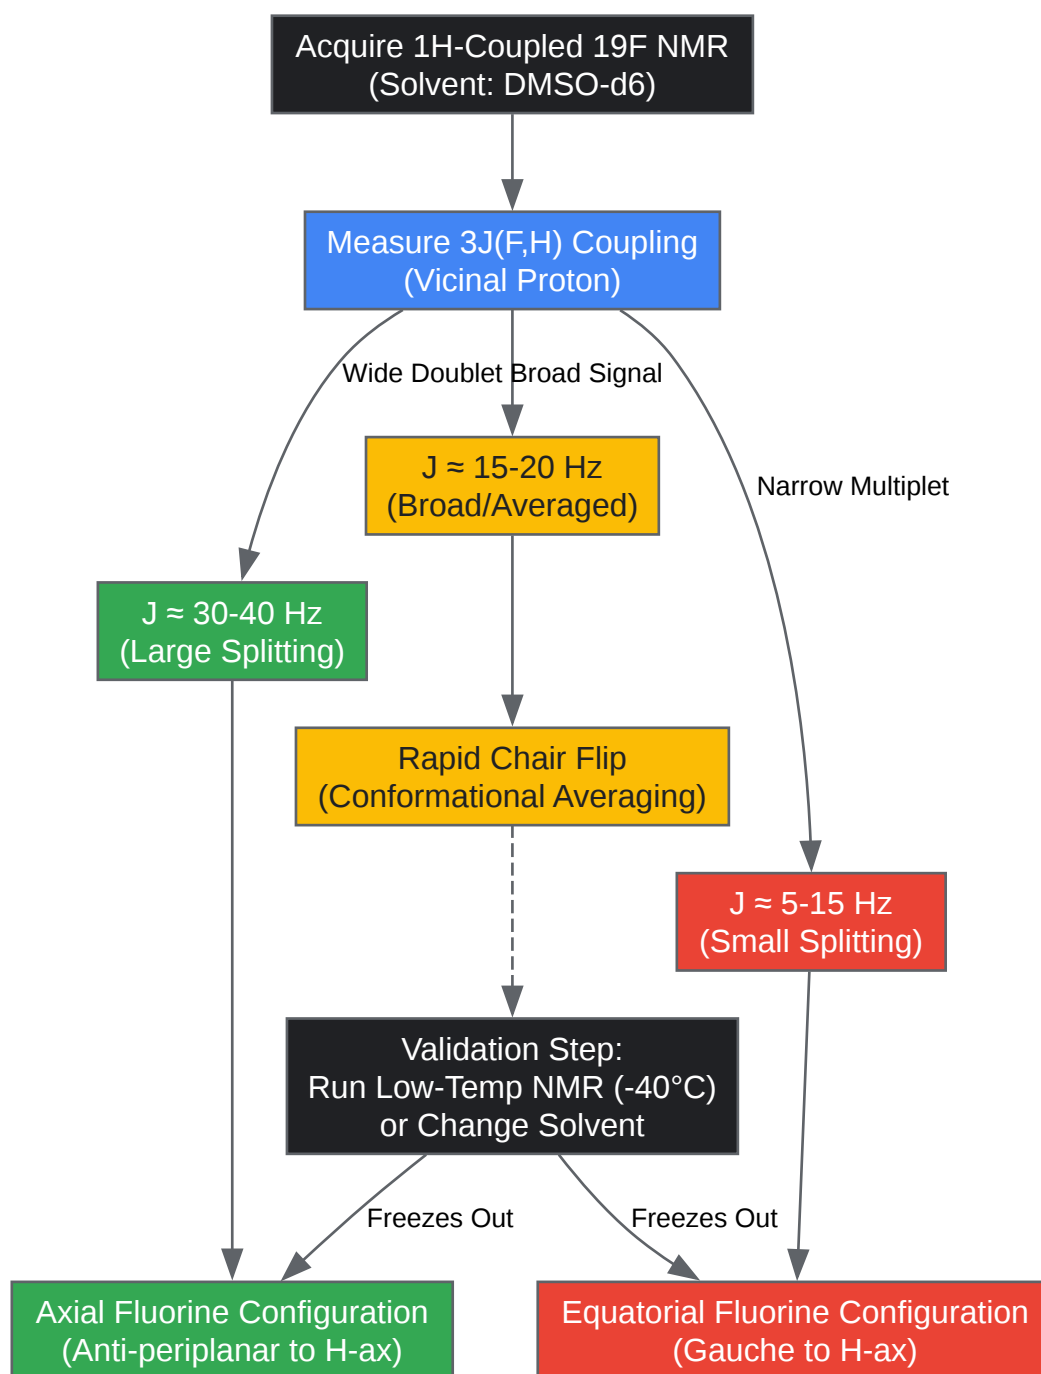 Acquire 1H-Coupled 19F NMR
(Solvent: DMSO-d6)
Measure 3J(F,H) Coupling
(Vicinal Proton)
Wide Doublet
Broad Signal
Narrow Multiplet
J ≈ 15-20 Hz
(Broad/Averaged)
J ≈ 30-40 Hz
(Large Splitting)
Rapid Chair Flip
(Conformational Averaging)
J ≈ 5-15 Hz
(Small Splitting)
Validation Step:
Run Low-Temp NMR (-40°C)
or Change Solvent
Freezes Out
Freezes Out
Axial Fluorine Configuration
(Anti-periplanar to H-ax)
Equatorial Fluorine Configuration
(Gauche to H-ax)